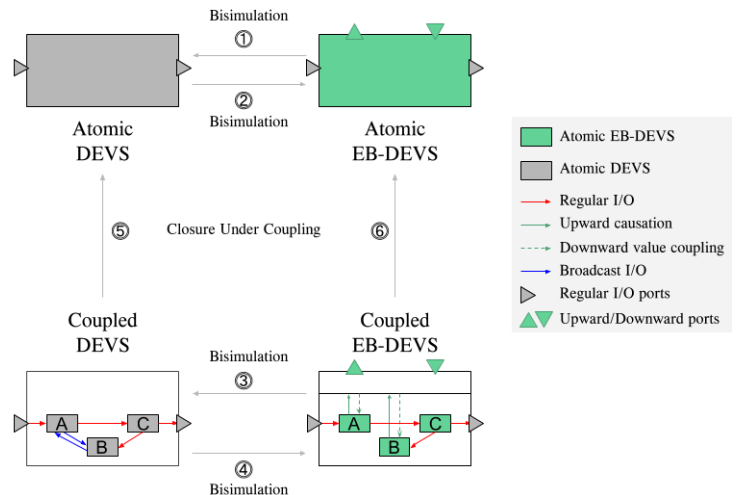 Bisimulation
①
②
Bisimulation
Atomic
DEVS
Atomic
EB-DEVS
Atomic EB-DEVS
Atomic DEVS
Regular I/O
Upward causation
Downward value coupling
Broadcast I/O
Regular I/O ports
Upward/Downward ports
⑤
Closure Under Coupling
⑥
Coupled
DEVS
Coupled
EB-DEVS
Bisimulation
③
A
C
B
A
C
B
④
Bisimulation